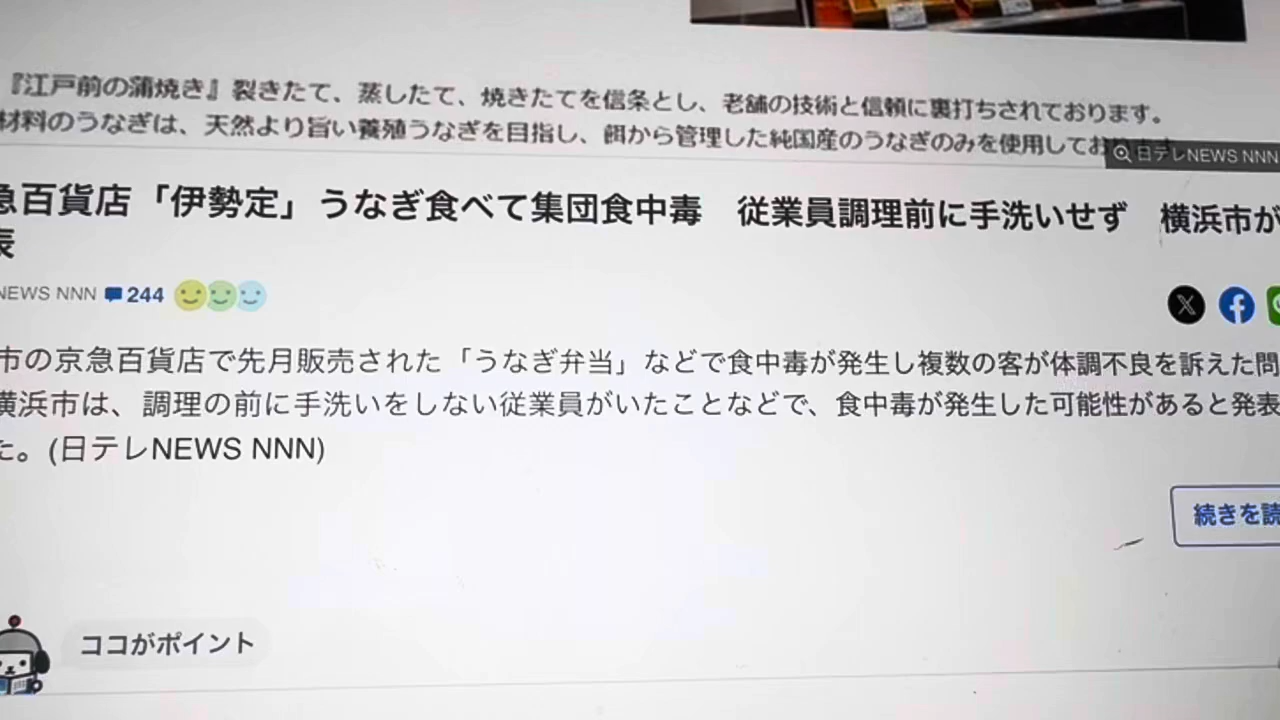 『江戸前の蒲焼き』裂きたて、蒸したて、焼きたてを信条とし、老舗の技術と信頼に裏打ちされております。
材料のうなぎは、天然より旨い養殖うなぎを目指し、餌から管理した純国産のうなぎのみを使用してお
日テレNEWS NNN
急百貨店「伊勢定」うなぎ食べて集団食中毒　従業員調理前に手洗いせず　横浜市が
表
NEWS NNN 244
市の京急百貨店で先月販売された「うなぎ弁当」などで食中毒が発生し複数の客が体調不良を訴えた問
横浜市は、調理の前に手洗いをしない従業員がいたことなどで、食中毒が発生した可能性があると発表
た。(日テレNEWS NNN)
続きを読
ココがポイント